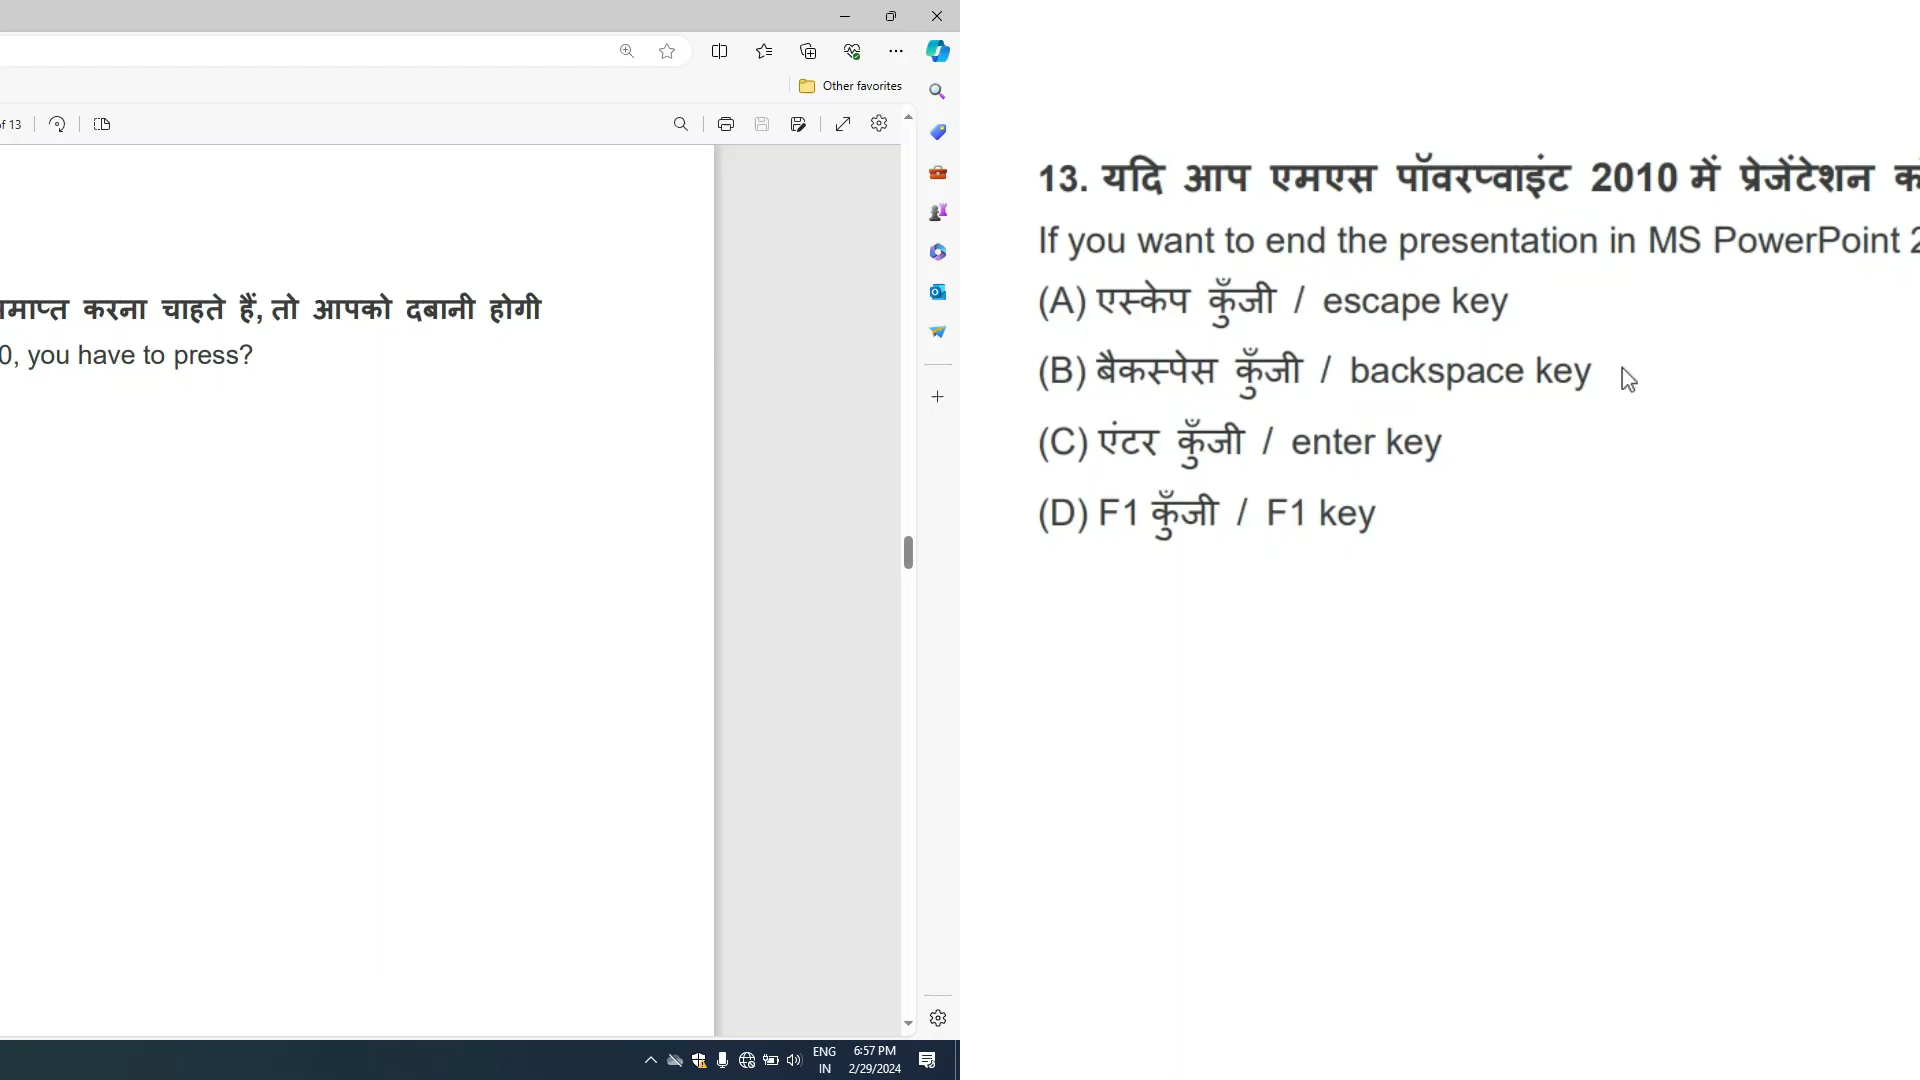 Other favorites
of 13
समाप्त करना चाहते हैं, तो आपको दबानी होगी
0, you have to press?
ENG
IN
6:57 PM
2/29/2024
13. यदि आप एमएस पॉवरप्वाइंट 2010 में प्रेजेंटेशन को
If you want to end the presentation in MS PowerPoint 2
(A) एस्केप कुँजी / escape key
(B) बैकस्पेस कुँजी / backspace key
(C) एंटर कुँजी / enter key
(D) F1 कुँजी / F1 key